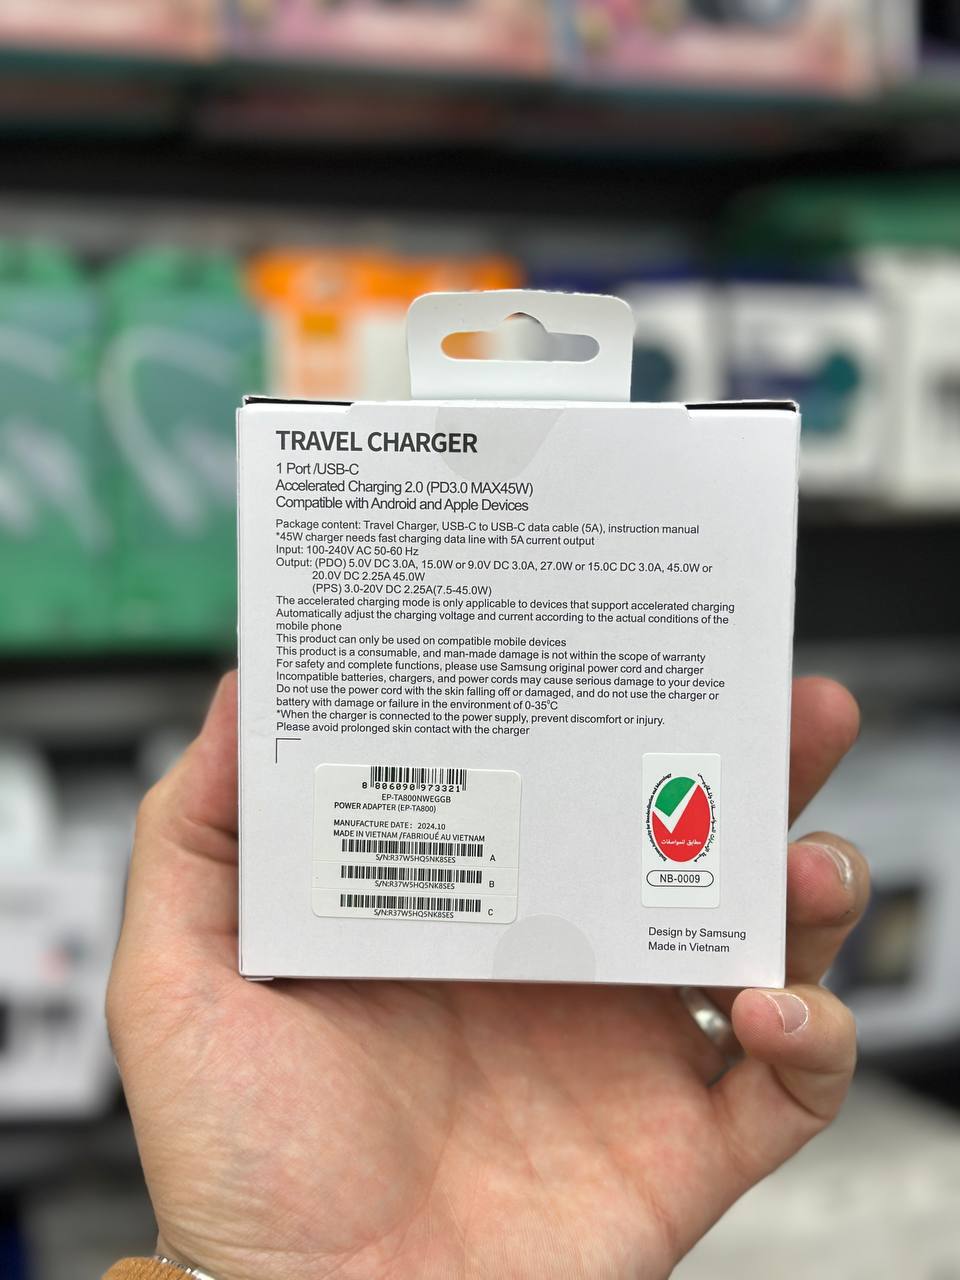 TRAVEL CHARGER
1 Port /USB-C
Accelerated Charging 2.0 (PD3.0 MAX45W)
Compatible with Android and Apple Devices
Package content: Travel Charger, USB-C to USB-C data cable (5A), instruction manual
*45W charger needs fast charging data line with 5A current output
Input: 100-240V AC 50-60 Hz
Output: (PDO) 5.0V DC 3.0A, 15.0W or 9.0V DC 3.0A, 27.0W or 15.0C DC 3.0A, 45.0W or
20.0V DC 2.25A 45.0W
(PPS) 3.0-20V DC 2.25A(7.5-45.0W)
The accelerated charging mode is only applicable to devices that support accelerated charging
Automatically adjust the charging voltage and current according to the actual conditions of the
mobile phone
This product can only be used on compatible mobile devices
This product is a consumable, and man-made damage is not within the scope of warranty
For safety and complete functions, please use Samsung original power cord and charger
Incompatible batteries, chargers, and power cords may cause serious damage to your device
Do not use the power cord with the skin falling off or damaged, and do not use the charger or
battery with damage or failure in the environment of 0-35°C
*When the charger is connected to the power supply, prevent discomfort or injury.
Please avoid prolonged skin contact with the charger
8 806090 973321
EP-TA800NWEGGB
POWER ADAPTER (EP-TA800)
MANUFACTURE DATE: 2024.10
MADE IN VIETNAM /FABRIOUÉ AU VIETNAM
A
S/N:R37W5HQ5NK8SES
B
S/N:R37W5HQ5NK8SES
C
S/N:R37W5HQ5NK8SES
مطابق للمواصفات
NB-0009
Design by Samsung
Made in Vietnam